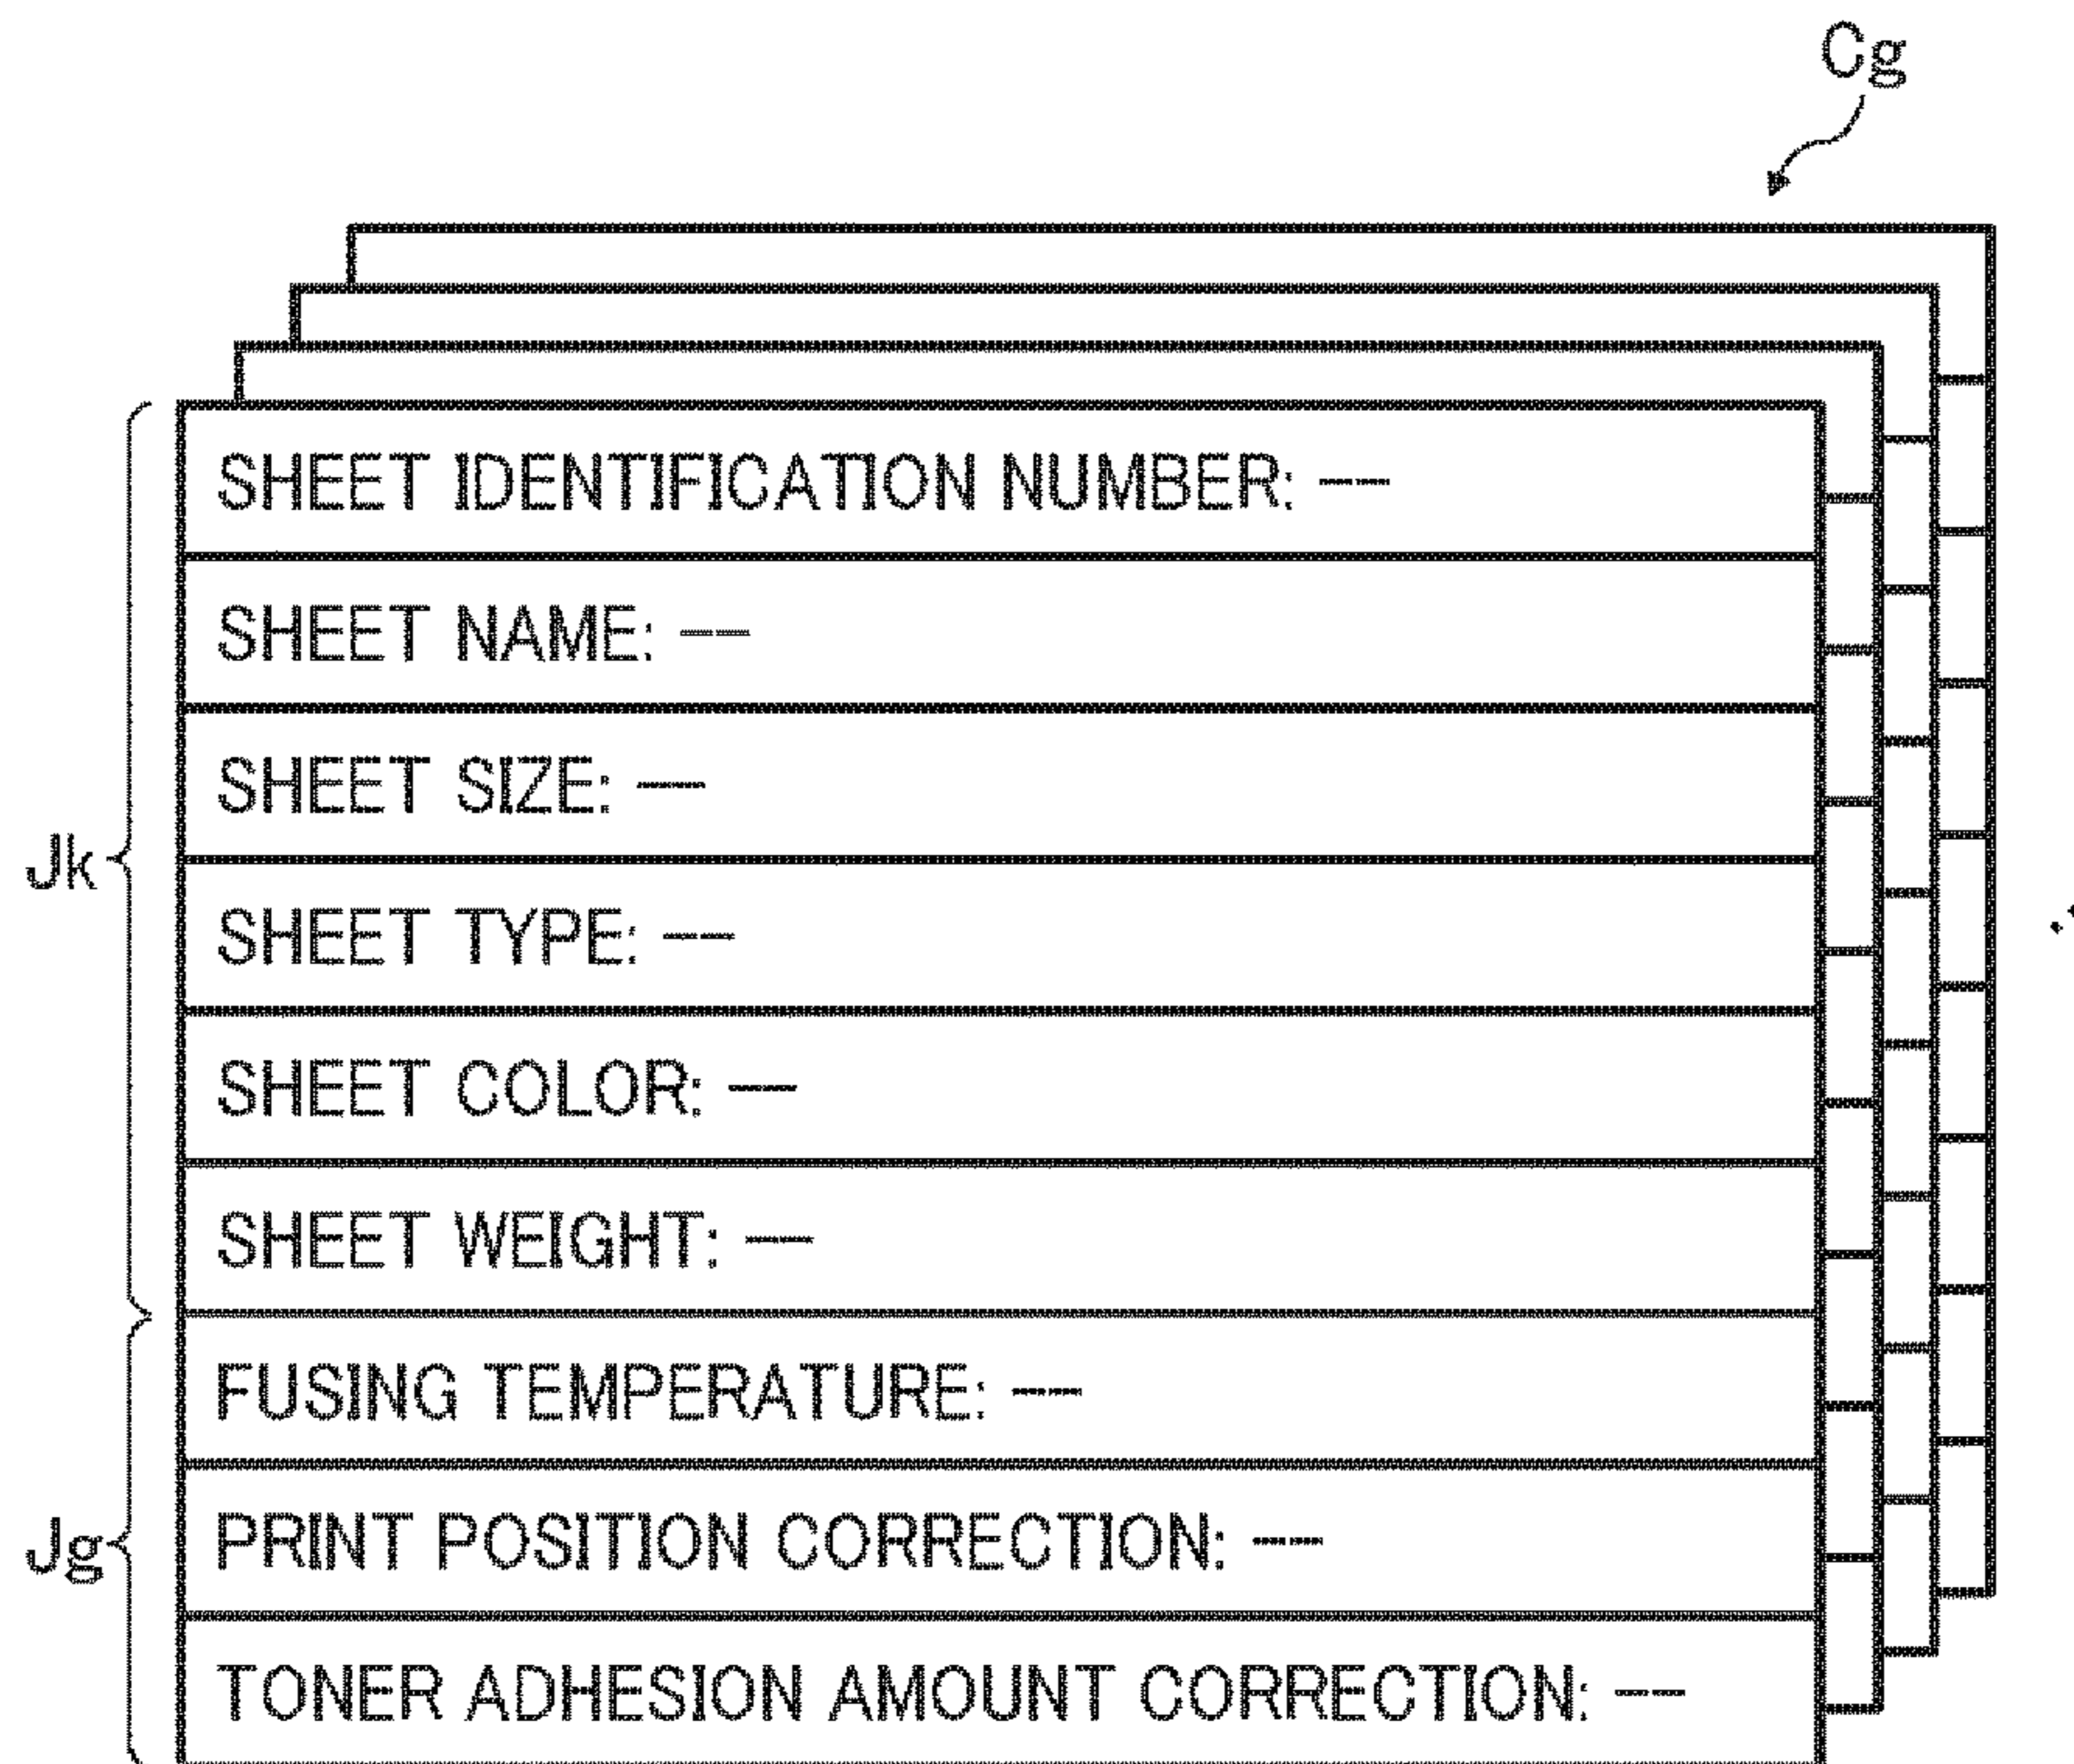 Cg
SHEET IDENTIFICATION NUMBER: --
SHEET NAME: --
SHEET SIZE: --
Jk
SHEET TYPE: --
SHEET COLOR: --
SHEET WEIGHT: --
FUSING TEMPERATURE: --
Jg
PRINT POSITION CORRECTION: --
TONER ADHESION AMOUNT CORRECTION: --